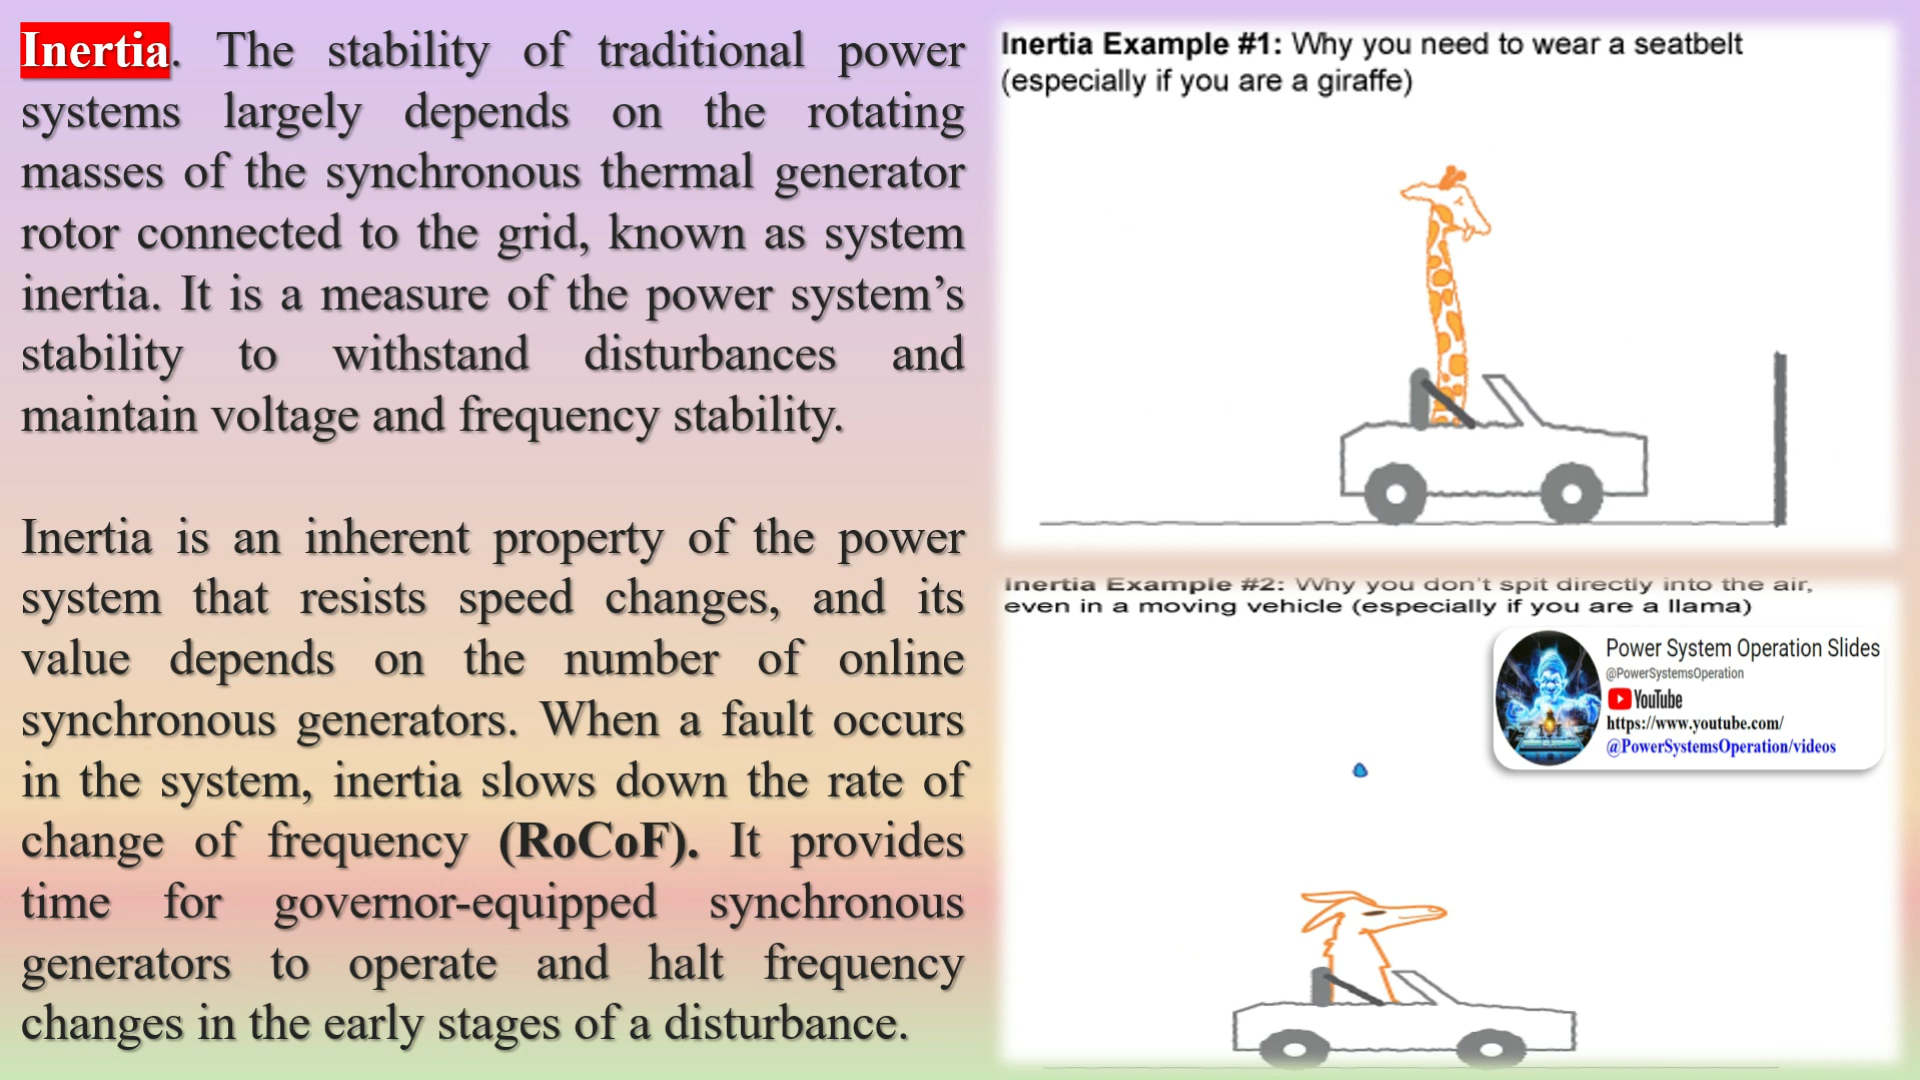 Inertia. The stability of traditional power
systems largely depends on the rotating
masses of the synchronous thermal generator
rotor connected to the grid, known as system
inertia. It is a measure of the power system’s
stability to withstand disturbances and
maintain voltage and frequency stability.
Inertia is an inherent property of the power
system that resists speed changes, and its
value depends on the number of online
synchronous generators. When a fault occurs
in the system, inertia slows down the rate of
change of frequency (RoCoF). It provides
time for governor-equipped synchronous
generators to operate and halt frequency
changes in the early stages of a disturbance.
Inertia Example #1: Why you need to wear a seatbelt
(especially if you are a giraffe)
Inertia Example #2: Why you don't spit directly into the air,
even in a moving vehicle (especially if you are a llama)
Power System Operation Slides
@PowerSystemsOperation
YouTube
https://www.youtube.com/
@PowerSystemsOperation/videos